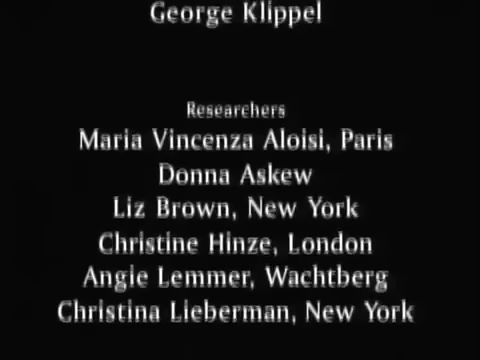 George Klippel
Researchers
Maria Vincenza Aloisi, Paris
Donna Askew
Liz Brown, New York
Christine Hinze, London
Angie Lemmer, Wachtberg
Christina Lieberman, New York